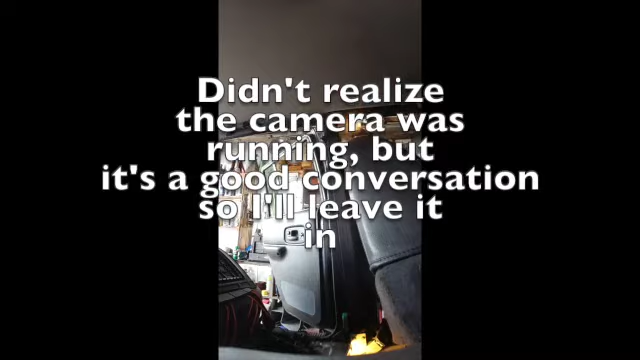 Didn't realize
the camera was
running, but
it's a good conversation
so I'll leave it
in